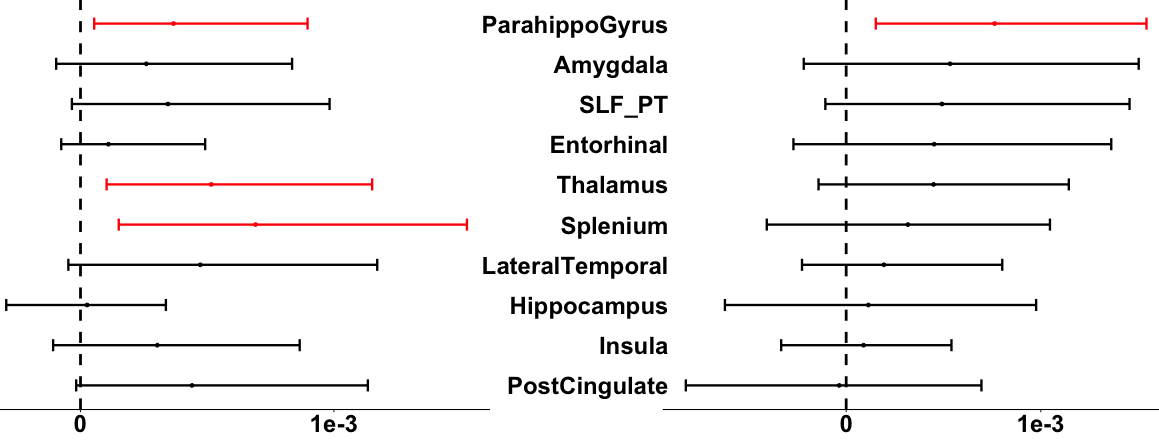 ParahippoGyrus
Amygdala
SLF_PT
Entorhinal
Thalamus
Splenium
LateralTemporal
Hippocampus
Insula
PostCingulate
0 1e-3 0 1e-3